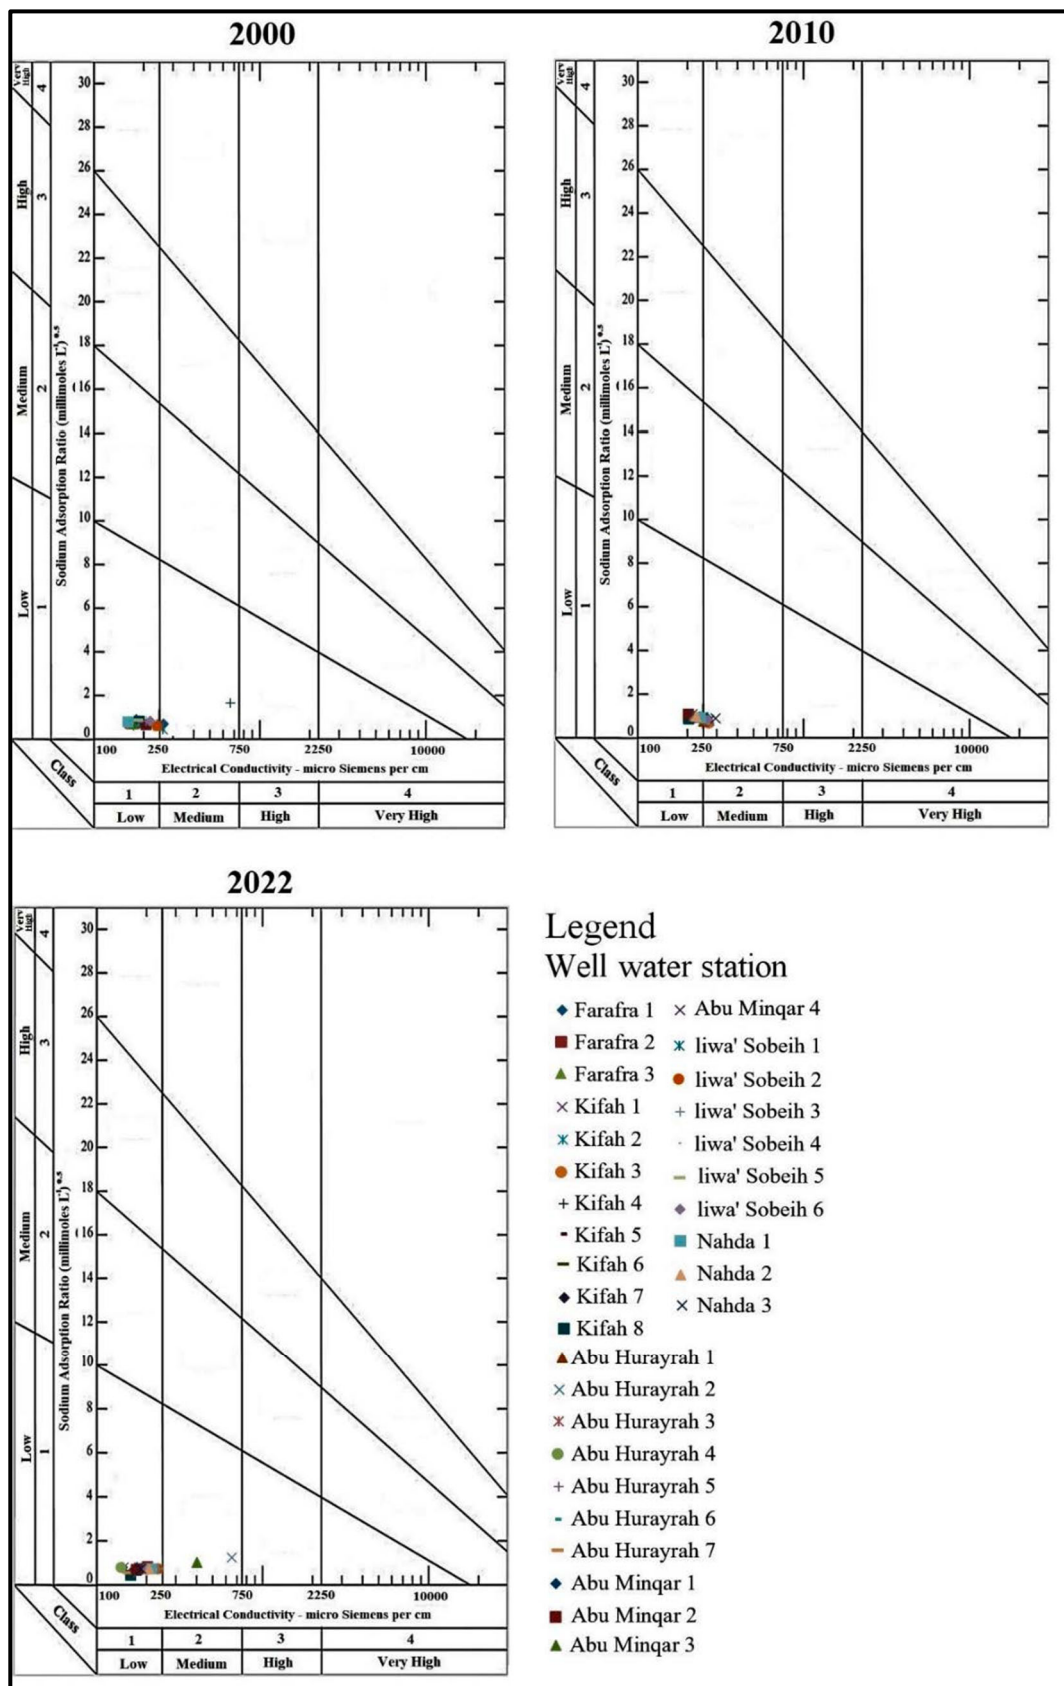 2000
2010
Very High
4
High
3
Medium
2
Low
1
Sodium Adsorption Ratio (millimoles L⁻¹)^0.5
30
28
26
24
22
20
18
16
14
12
10
8
6
4
2
0
100 250 750 2250 10000
Electrical Conductivity - micro Siemens per cm
Class
1 2 3 4
Low Medium High Very High
Very High
4
High
3
Medium
2
Low
1
Sodium Adsorption Ratio (millimoles L⁻¹)^0.5
30
28
26
24
22
20
18
16
14
12
10
8
6
4
2
0
100 250 750 2250 10000
Electrical Conductivity - micro Siemens per cm
Class
1 2 3 4
Low Medium High Very High
2022
Very High
4
High
3
Medium
2
Low
1
Sodium Adsorption Ratio (millimoles L⁻¹)^0.5
30
28
26
24
22
20
18
16
14
12
10
8
6
4
2
0
100 250 750 2250 10000
Electrical Conductivity - micro Siemens per cm
Class
1 2 3 4
Low Medium High Very High
Legend
Well water station
Farafra 1
Farafra 2
Farafra 3
Kifah 1
Kifah 2
Kifah 3
Kifah 4
Kifah 5
Kifah 6
Kifah 7
Kifah 8
Abu Hurayrah 1
Abu Hurayrah 2
Abu Hurayrah 3
Abu Hurayrah 4
Abu Hurayrah 5
Abu Hurayrah 6
Abu Hurayrah 7
Abu Minqar 1
Abu Minqar 2
Abu Minqar 3
Abu Minqar 4
liwa' Sobeih 1
liwa' Sobeih 2
liwa' Sobeih 3
liwa' Sobeih 4
liwa' Sobeih 5
liwa' Sobeih 6
Nahda 1
Nahda 2
Nahda 3